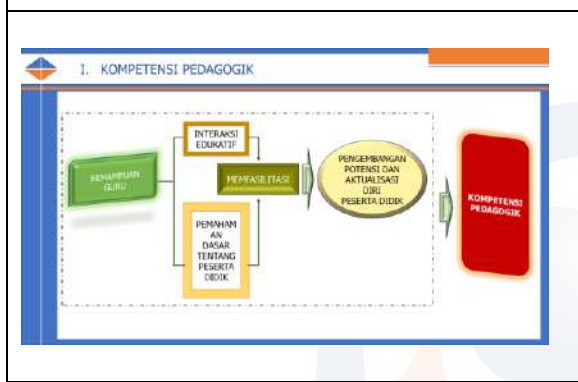 I. KOMPETENSI PEDAGOGIK
KEMAMPUAN
GURU
INTERAKSI
EDUKATIF
PEMAHAM
AN
DASAR
TENTANG
PESERTA
DIDIK
MEMFASILITASI
PENGEMBANGAN
POTENSI DAN
AKTUALISASI
DIRI
PESERTA DIDIK
KOMPETENSI
PEDAGOGIK